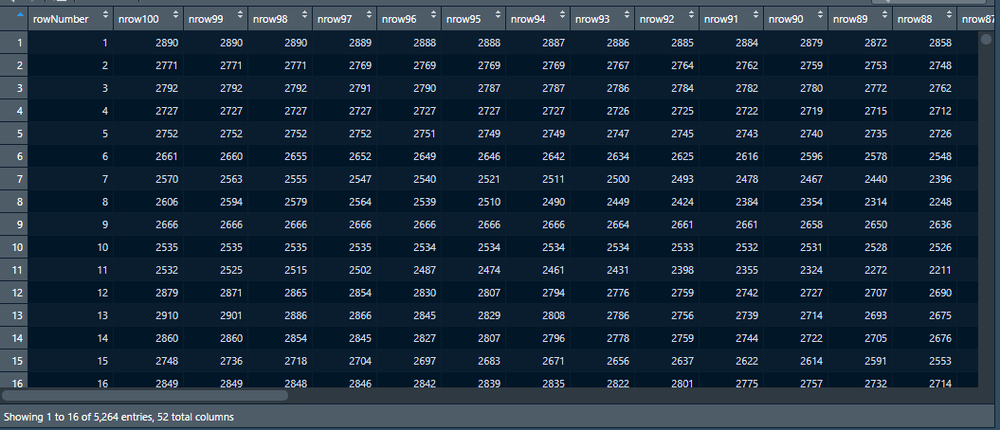 rowNumber nrow100 nrow99 nrow98 nrow97 nrow96 nrow95 nrow94 nrow93 nrow92 nrow91 nrow90 nrow89 nrow88 nrow87
1 1 2890 2890 2890 2889 2888 2888 2887 2886 2885 2884 2879 2872 2858
2 2 2771 2771 2771 2769 2769 2769 2769 2767 2764 2762 2759 2753 2748
3 3 2792 2792 2792 2791 2790 2787 2787 2786 2784 2782 2780 2772 2762
4 4 2727 2727 2727 2727 2727 2727 2727 2726 2725 2722 2719 2715 2712
5 5 2752 2752 2752 2752 2751 2749 2749 2747 2745 2743 2740 2735 2726
6 6 2661 2660 2655 2652 2649 2646 2642 2634 2625 2616 2596 2578 2548
7 7 2570 2563 2555 2547 2540 2521 2511 2500 2493 2478 2467 2440 2396
8 8 2606 2594 2579 2564 2539 2510 2490 2449 2424 2384 2354 2314 2248
9 9 2666 2666 2666 2666 2666 2666 2666 2664 2661 2661 2658 2650 2636
10 10 2535 2535 2535 2535 2534 2534 2534 2534 2533 2532 2531 2528 2526
11 11 2532 2525 2515 2502 2487 2474 2461 2431 2398 2355 2324 2272 2211
12 12 2879 2871 2865 2854 2830 2807 2794 2776 2759 2742 2727 2707 2690
13 13 2910 2901 2886 2866 2845 2829 2808 2786 2756 2739 2714 2693 2675
14 14 2860 2860 2854 2845 2827 2807 2796 2778 2759 2744 2722 2705 2676
15 15 2748 2736 2718 2704 2697 2683 2671 2656 2637 2622 2614 2591 2553
16 16 2849 2849 2848 2846 2842 2839 2835 2822 2801 2775 2757 2732 2714
Showing 1 to 16 of 5,264 entries, 52 total columns